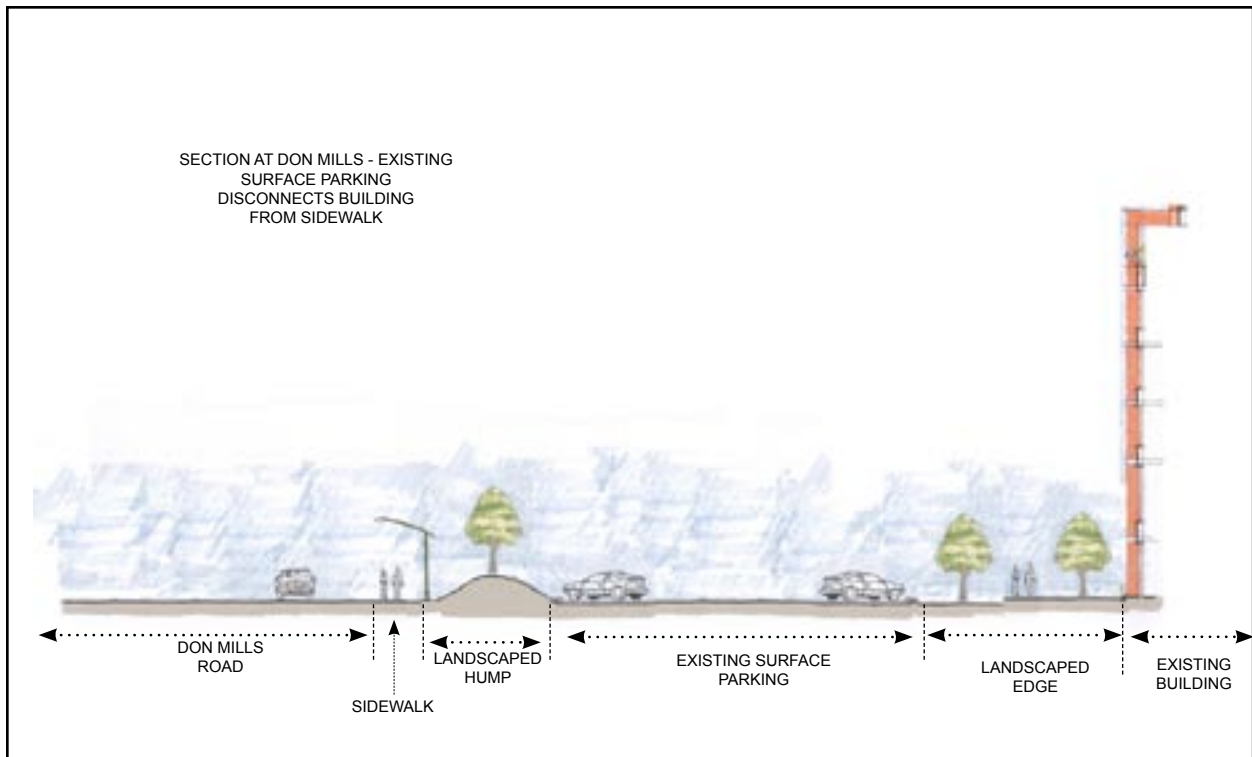 SECTION AT DON MILLS - EXISTING
SURFACE PARKING
DISCONNECTS BUILDING
FROM SIDEWALK
DON MILLS
ROAD
SIDEWALK
LANDSCAPED
HUMP
EXISTING SURFACE
PARKING
LANDSCAPED
EDGE
EXISTING
BUILDING